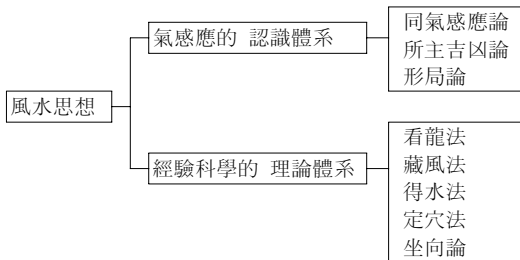 風水思想
氣感應的 認識體系
同氣感應論
所主吉凶論
形局論
經驗科學的 理論體系
看龍法
藏風法
得水法
定穴法
坐向論